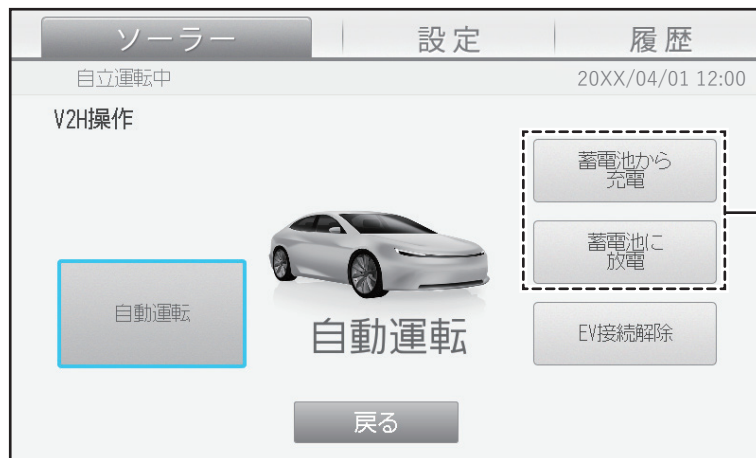 ソーラー 設定 履歴
自立運転中 20XX/04/01 12:00
V2H操作
蓄電池から
充電
蓄電池に
放電
自動運転
自動運転
EV接続解除
戻る